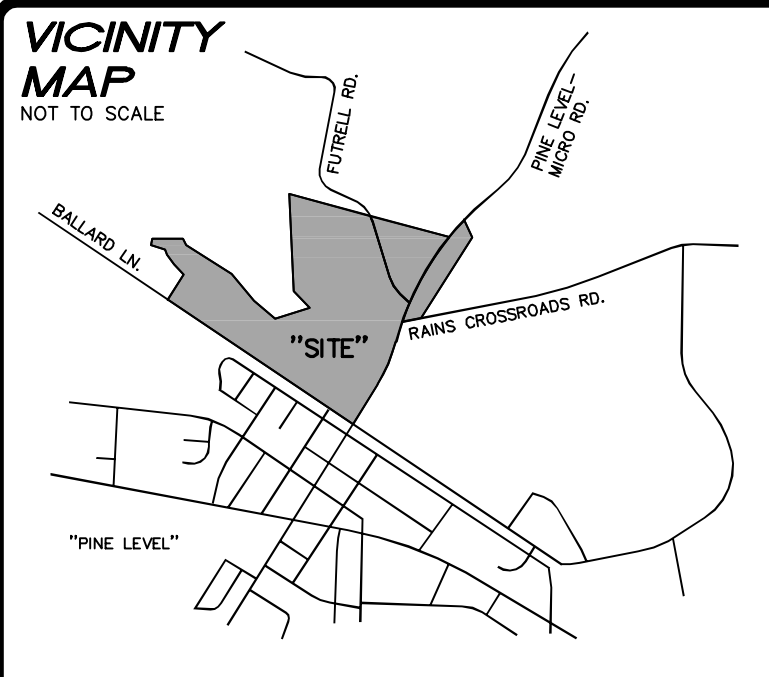 VICINITY
MAP
NOT TO SCALE
FUTRELL RD.
PINE LEVEL-
MICRO RD.
BALLARD LN.
RAINS CROSSROADS RD.
"SITE"
"PINE LEVEL"